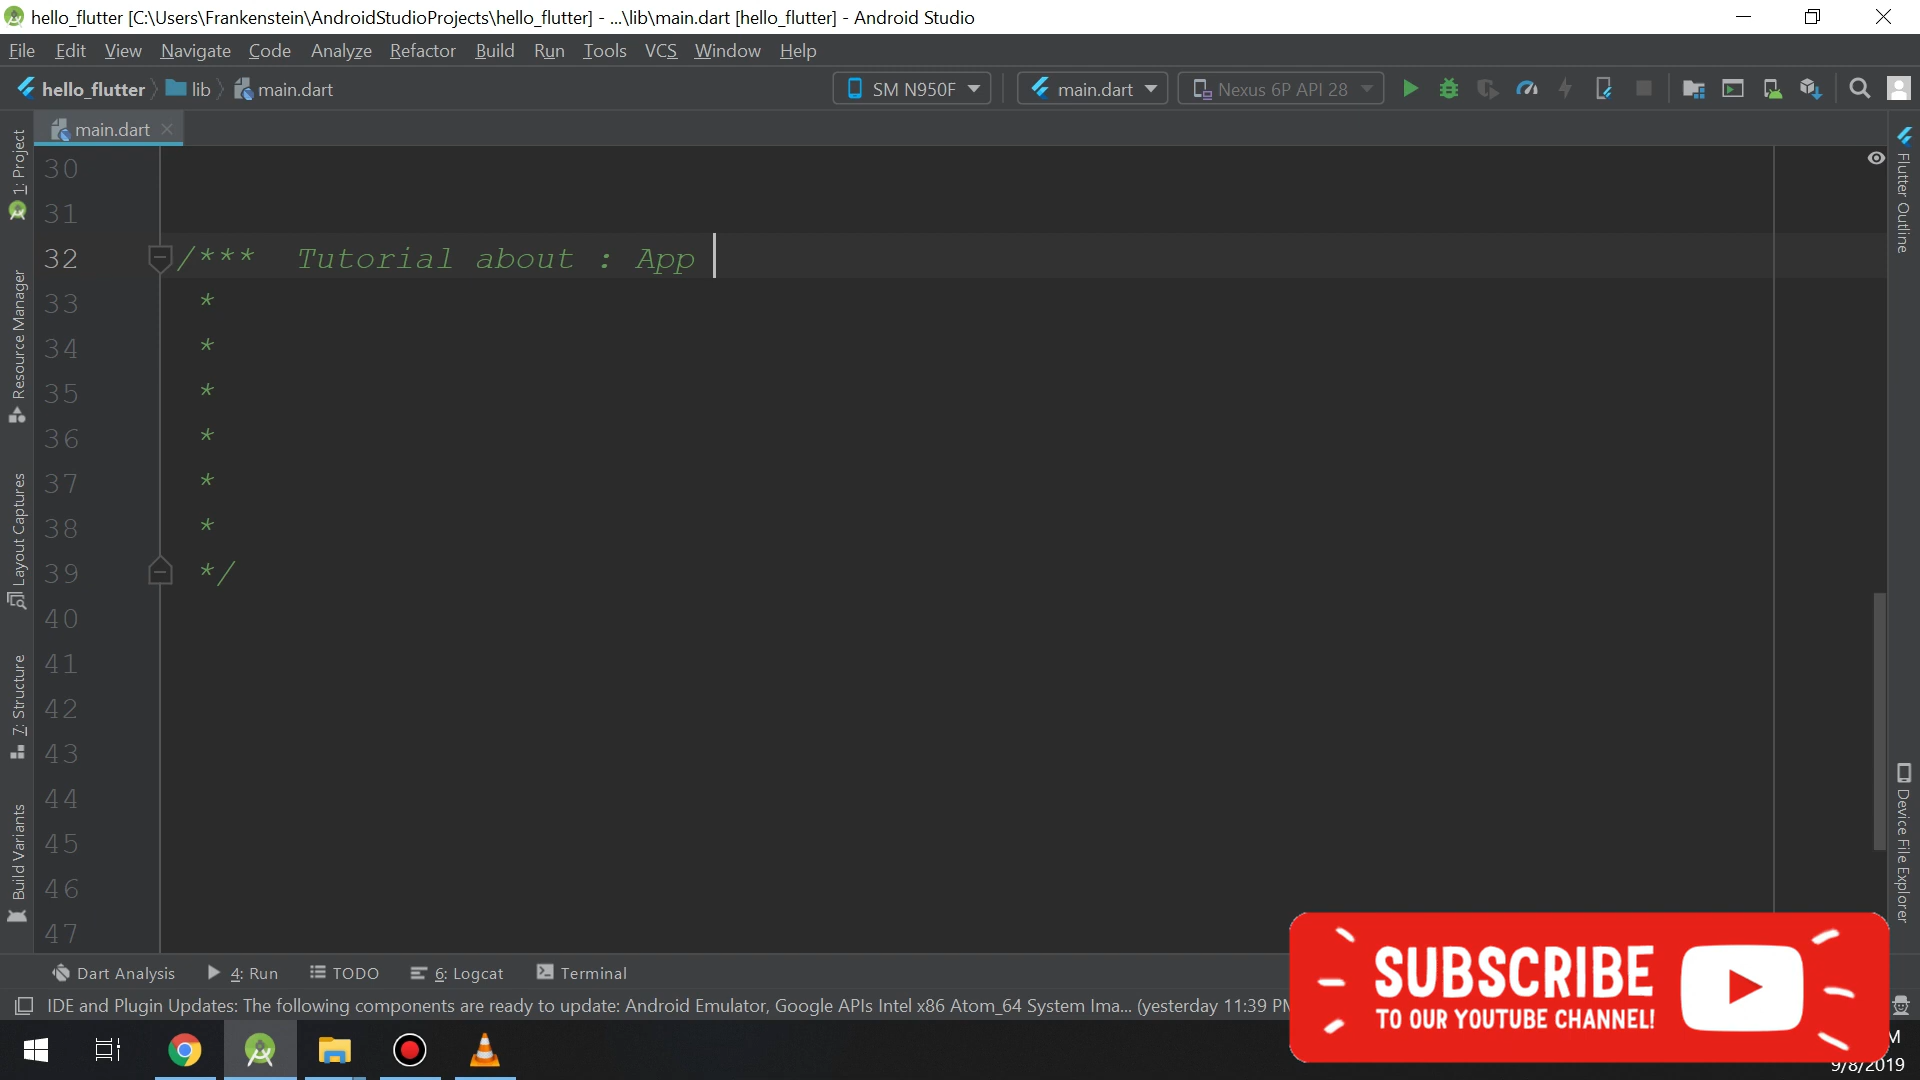 hello_flutter [C:\Users\Frankenstein\AndroidStudioProjects\hello_flutter] - ...\lib\main.dart [hello_flutter] - Android Studio
File Edit View Navigate Code Analyze Refactor Build Run Tools VCS Window Help
hello_flutter lib main.dart SM N950F main.dart Nexus 6P API 28
main.dart
1: Project
Resource Manager
Layout Captures
7: Structure
Build Variants
30
31
32 /*** Tutorial about : App
33 *
34 *
35 *
36 *
37 *
38 *
39 */
40
41
42
43
44
45
46
47
Flutter Outline
Device File Explorer
Dart Analysis 4: Run TODO 6: Logcat Terminal
IDE and Plugin Updates: The following components are ready to update: Android Emulator, Google APIs Intel x86 Atom_64 System Ima... (yesterday 11:39 PM
SUBSCRIBE
TO OUR YOUTUBE CHANNEL!
M
9/8/2019